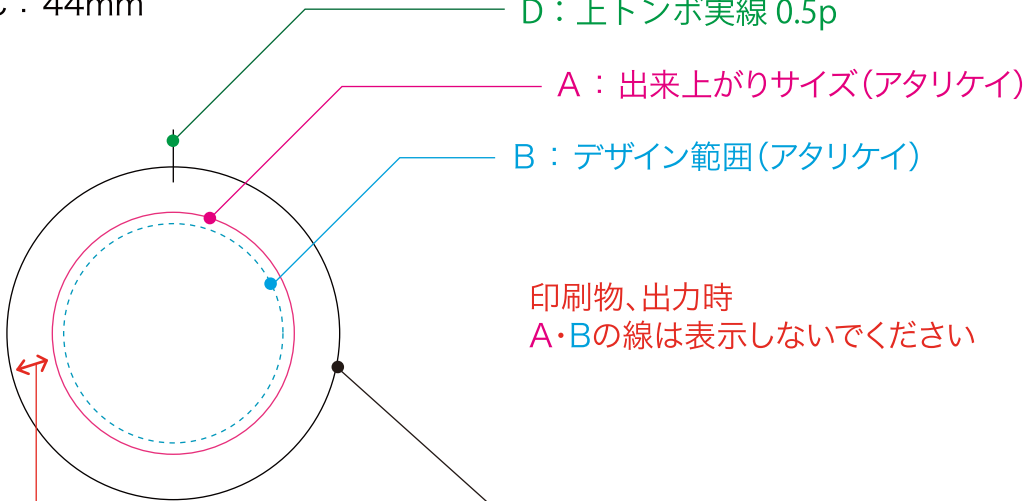 : 44mm
D：上トンボ実線 0.5p
A：出来上がりサイズ（アタリケイ）
B：デザイン範囲（アタリケイ）
印刷物、出力時
A・Bの線は表示しないでください